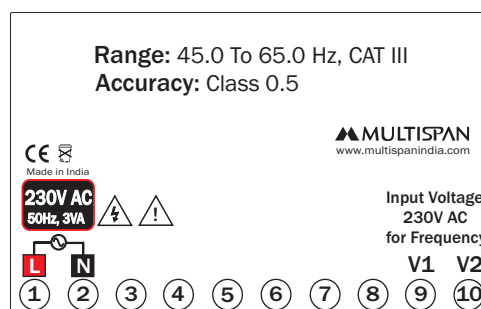 Range: 45.0 To 65.0 Hz, CAT III
Accuracy: Class 0.5
MULTISPAN
www.multispanindia.com
CE
Made in India
230V AC
50Hz, 3VA
Input Voltage
230V AC
for Frequency
L N
V1 V2
1 2 3 4 5 6 7 8 9 10